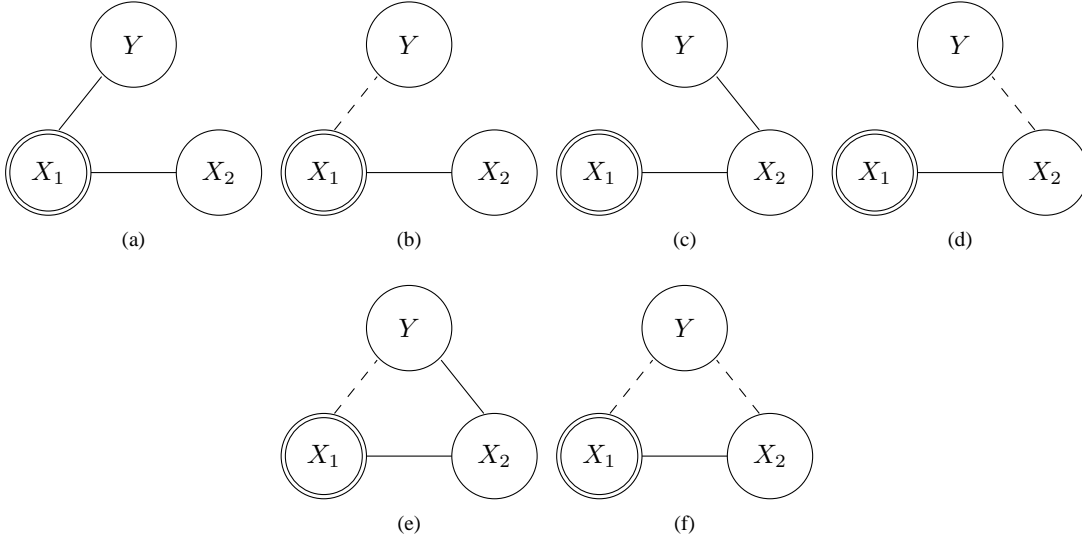 Y Y Y Y
X₁ X₂ X₁ X₂ X₁ X₂ X₁ X₂
(a) (b) (c) (d)
Y Y
X₁ X₂ X₁ X₂
(e) (f)